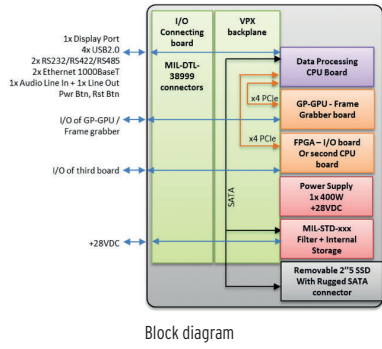 I/O
Connecting
board
MIL-DTL-
38999
connectors
VPX
backplane
1x Display Port
4x USB2.0
2x RS232/RS422/RS485
2x Ethernet 1000BaseT
1x Audio Line In + 1x Line Out
Pwr Btn, Rst Btn
I/O of GP-GPU /
Frame grabber
I/O of third board
+28VDC
x4 PCIe
x4 PCIe
SATA
Data Processing
CPU Board
GP-GPU - Frame
Grabber board
FPGA – I/O board
Or second CPU
board
Power Supply
1x 400W
+28VDC
MIL-STD-xxx
Filter + Internal
Storage
Removable 2"5 SSD
With Rugged SATA
connector
Block diagram